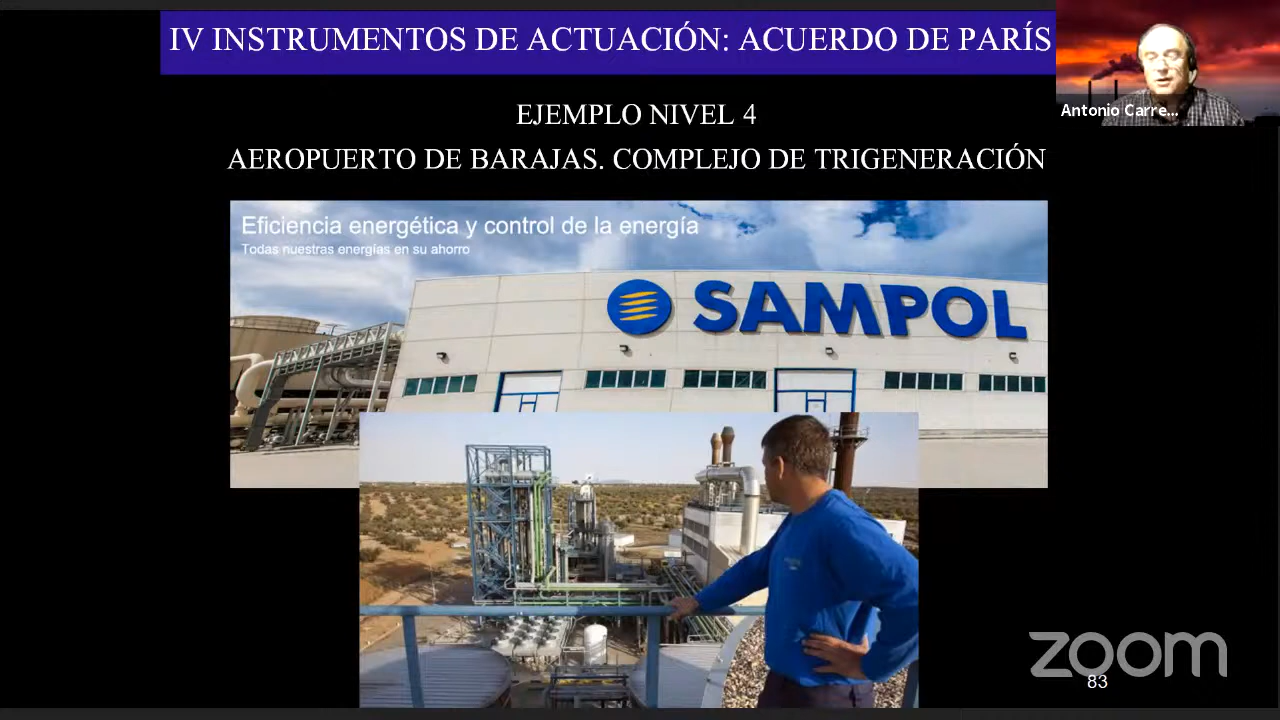 IV INSTRUMENTOS DE ACTUACIÓN: ACUERDO DE PARÍS
Antonio Carre...
EJEMPLO NIVEL 4
AEROPUERTO DE BARAJAS. COMPLEJO DE TRIGENERACIÓN
Eficiencia energética y control de la energía
Todas nuestras energías en su ahorro
SAMPOL
zoom
83